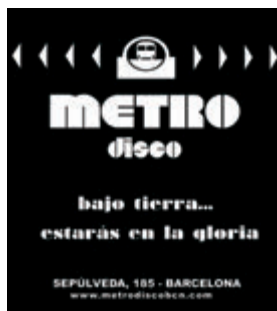 METRO
disco
bajo tierra...
estarás en la gloria
SEPÚLVEDA, 185 - BARCELONA
www.metrodiscobcn.com